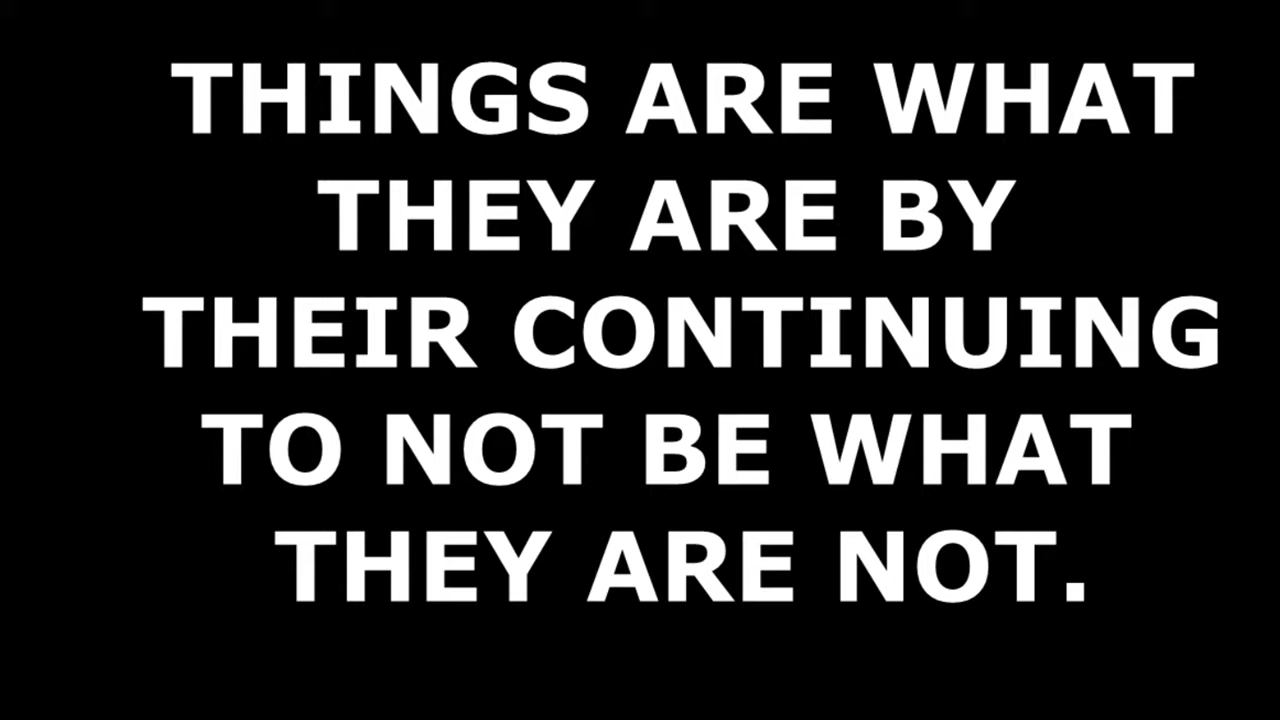 THINGS ARE WHAT
THEY ARE BY
THEIR CONTINUING
TO NOT BE WHAT
THEY ARE NOT.